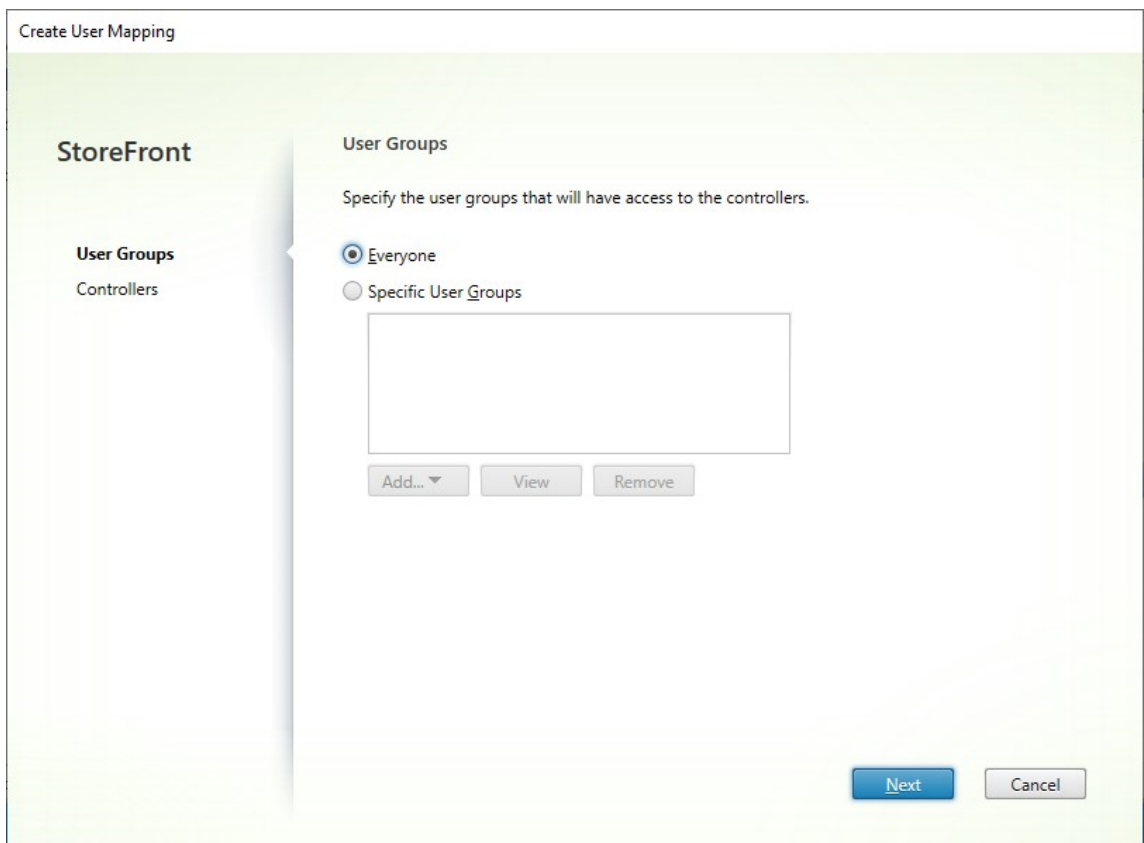 Create User Mapping
StoreFront
User Groups
Controllers
User Groups
Specify the user groups that will have access to the controllers.
Everyone
Specific User Groups
Add... View Remove
Next Cancel